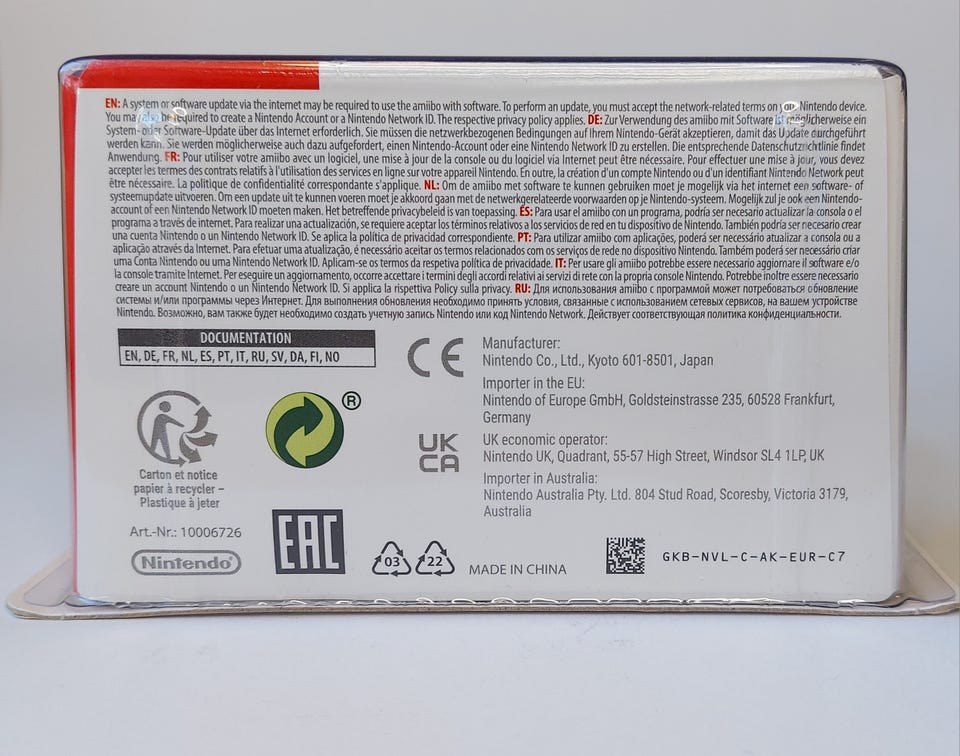 EN: A system or software update via the internet may be required to use the amiibo with software. To perform an update, you must accept the network-related terms on your Nintendo device.
You may also be required to create a Nintendo Account or a Nintendo Network ID. The respective privacy policy applies. DE: Zur Verwendung des amiibo mit Software ist möglicherweise ein
System- oder Software-Update über das Internet erforderlich. Sie müssen die netzwerkbezogenen Bedingungen auf Ihrem Nintendo-Gerät akzeptieren, damit das Update durchgeführt
werden kann. Sie werden möglicherweise auch dazu aufgefordert, einen Nintendo-Account oder eine Nintendo Network ID zu erstellen. Die entsprechende Datenschutzrichtlinie findet
Anwendung. FR: Pour utiliser votre amiibo avec un logiciel, une mise à jour de la console ou du logiciel via Internet peut être nécessaire. Pour effectuer une mise à jour, vous devez
accepter les termes des contrats relatifs à l'utilisation des services en ligne sur votre appareil Nintendo. En outre, la création d'un compte Nintendo ou d'un identifiant Nintendo Network peut
être nécessaire. La politique de confidentialité correspondante s'applique. NL: Om de amiibo met software te kunnen gebruiken moet je mogelijk via het internet een software- of
systeemupdate uitvoeren. Om een update uit te kunnen voeren moet je akkoord gaan met de netwerkgerelateerde voorwaarden op je Nintendo-systeem. Mogelijk zul je ook een Nintendo-
account of een Nintendo Network ID moeten maken. Het betreffende privacybeleid is van toepassing. ES: Para usar el amiibo con un programa, podría ser necesario actualizar la consola o el
programa a través de internet. Para realizar una actualización, se requiere aceptar los términos relativos a los servicios de red en tu dispositivo de Nintendo. También podría ser necesario crear
una cuenta Nintendo o un Nintendo Network ID. Se aplica la política de privacidad correspondiente. PT: Para utilizar amiibo com aplicações, poderá ser necessário atualizar a consola ou a
aplicação através da Internet. Para efetuar uma atualização, é necessário aceitar os termos relacionados com os serviços de rede no dispositivo Nintendo. Também poderá ser necessário criar
uma Conta Nintendo ou uma Nintendo Network ID. Aplicam-se os termos da respetiva política de privacidade. IT: Per usare gli amiibo potrebbe essere necessario aggiornare il software e/o
la console tramite Internet. Per eseguire un aggiornamento, occorre accettare i termini degli accordi relativi ai servizi di rete con la propria console Nintendo. Potrebbe inoltre essere necessario
creare un account Nintendo o un Nintendo Network ID. Si applica la rispettiva Policy sulla privacy. RU: Для использования amiibo с программой может потребоваться обновление
системы и/или программы через Интернет. Для выполнения обновления необходимо принять условия, связанные с использованием сетевых сервисов, на вашем устройстве
Nintendo. Возможно, вам также будет необходимо создать учетную запись Nintendo или код Nintendo Network. Действует соответствующая политика конфиденциальности.
DOCUMENTATION
EN, DE, FR, NL, ES, PT, IT, RU, SV, DA, FI, NO
CE
Manufacturer:
Nintendo Co., Ltd., Kyoto 601-8501, Japan
Importer in the EU:
Nintendo of Europe GmbH, Goldsteinstrasse 235, 60528 Frankfurt,
Germany
UK
CA
UK economic operator:
Nintendo UK, Quadrant, 55-57 High Street, Windsor SL4 1LP, UK
Importer in Australia:
Nintendo Australia Pty. Ltd. 804 Stud Road, Scoresby, Victoria 3179,
Australia
®
Carton et notice
papier à recycler –
Plastique à jeter
Art.-Nr.: 10006726
Nintendo®
EAC
03
22
MADE IN CHINA
GKB-NVL-C-AK-EUR-C7